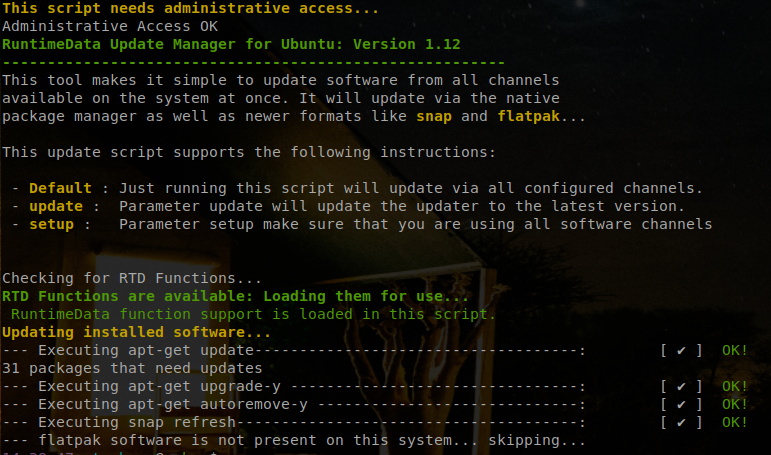 This script needs administrative access...
Administrative Access OK
RuntimeData Update Manager for Ubuntu: Version 1.12
--------------------------------------------------------
This tool makes it simple to update software from all channels
available on the system at once. It will update via the native
package manager as well as newer formats like snap and flatpak...
This update script supports the following instructions:
- Default : Just running this script will update via all configured channels.
- update :  Parameter update will update the updater to the latest version.
- setup :   Parameter setup make sure that you are using all software channels
Checking for RTD Functions...
RTD Functions are available: Loading them for use...
RuntimeData function support is loaded in this script.
Updating installed software...
--- Executing apt-get update------------------------------------:        [ ✔ ]  OK!
31 packages that need updates
--- Executing apt-get upgrade-y --------------------------------:        [ ✔ ]  OK!
--- Executing apt-get autoremove-y -----------------------------:        [ ✔ ]  OK!
--- Executing snap refresh--------------------------------------:        [ ✔ ]  OK!
--- flatpak software is not present on this system... skipping...